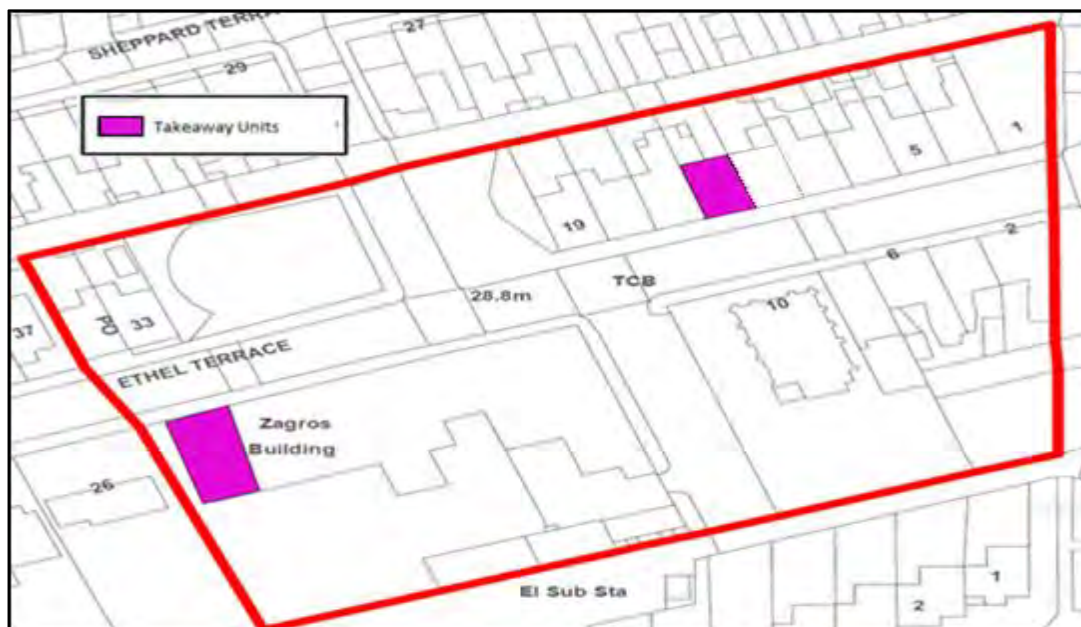 SHEPPARD TERRA
27
29
Takeaway Units
1
5
19
TCB
6
2
28.8m
10
37
PO
33
ETHEL TERRACE
Zagros
Building
26
El Sub Sta
1
2